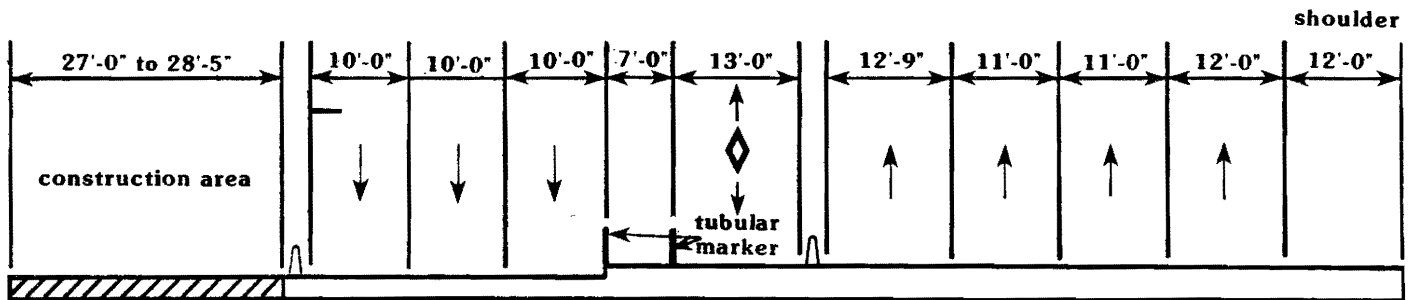 shoulder
27'-0" to 28'-5" 10'-0" 10'-0" 10'-0" 7'-0" 13'-0" 12'-9" 11'-0" 11'-0" 12'-0" 12'-0"
construction area
tubular
marker